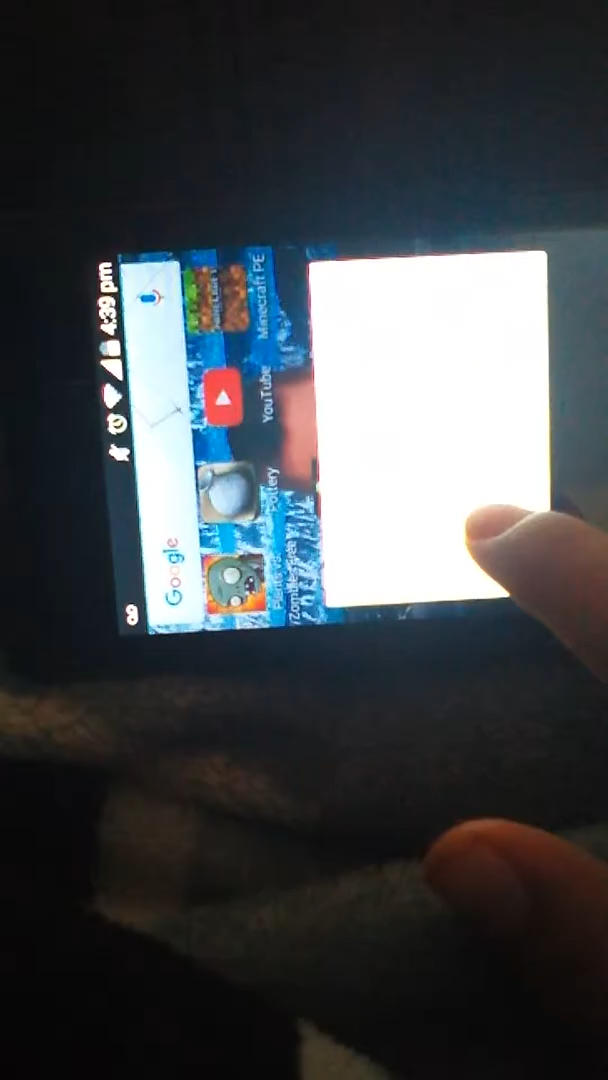 4:39 pm
Google
Plants vs. Zombies
Pottery
YouTube
Minecraft PE